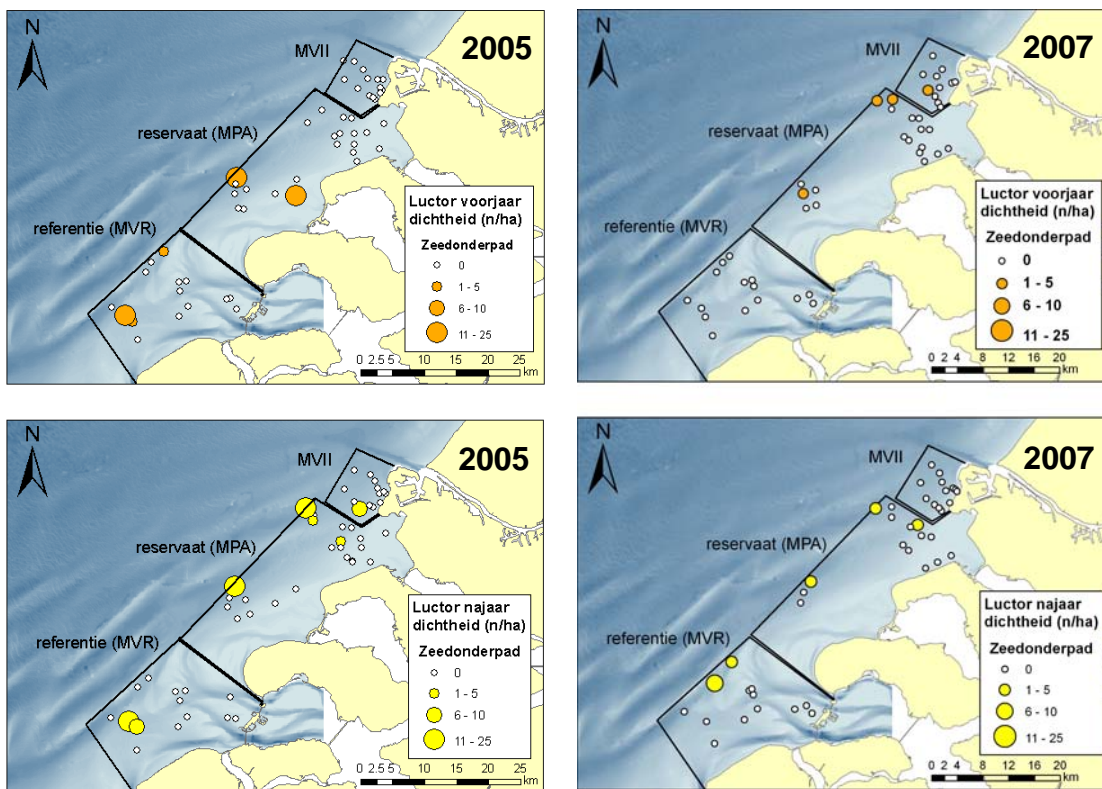 N
2005
MVII
reservaat (MPA)
referentie (MVR)
Luctor voorjaar
dichtheid (n/ha)
Zeedonderpad
0
1 - 5
6 - 10
11 - 25
0 2.5 5 10 15 20 25
km
N
2007
MVII
reservaat (MPA)
referentie (MVR)
Luctor voorjaar
dichtheid (n/ha)
Zeedonderpad
0
1 - 5
6 - 10
11 - 25
0 2 4 8 12 16 20
km
N
2005
MVII
reservaat (MPA)
referentie (MVR)
Luctor najaar
dichtheid (n/ha)
Zeedonderpad
0
1 - 5
6 - 10
11 - 25
0 2.5 5 10 15 20 25
km
N
2007
MVII
reservaat (MPA)
referentie (MVR)
Luctor najaar
dichtheid (n/ha)
Zeedonderpad
0
1 - 5
6 - 10
11 - 25
0 2 4 8 12 16 20
km